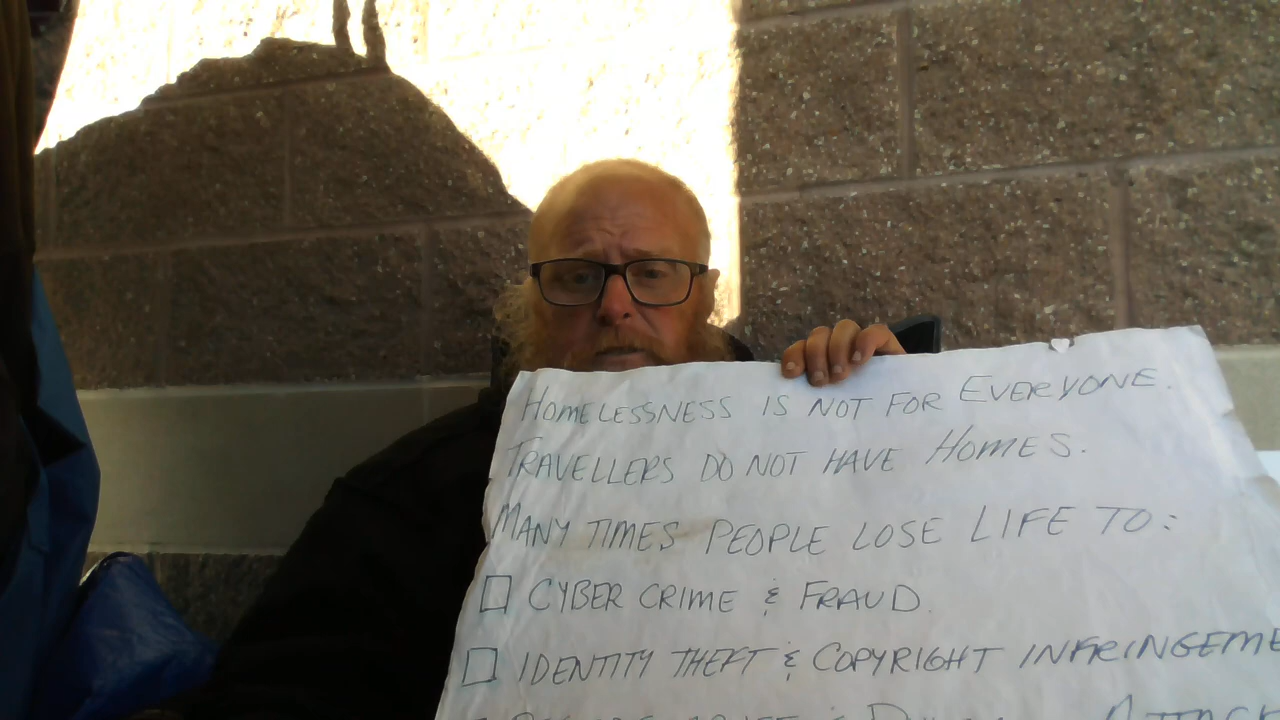 HOMELESSNESS IS NOT FOR EVERYONE.
TRAVELLERS DO NOT HAVE HOMES.
MANY TIMES PEOPLE LOSE LIFE TO:
CYBER CRIME & FRAUD.
IDENTITY THEFT & COPYRIGHT INFRINGEME